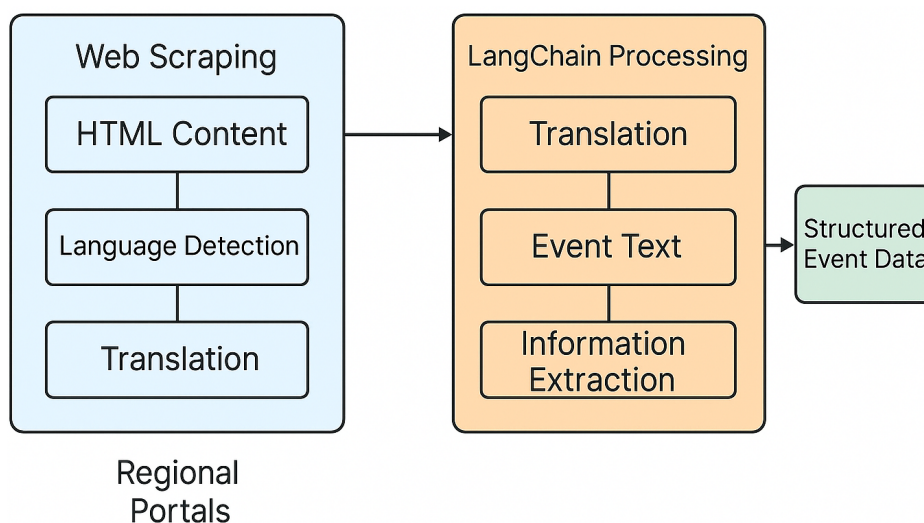 Web Scraping
HTML Content
Language Detection
Translation
Regional
Portals
LangChain Processing
Translation
Event Text
Information
Extraction
Structured
Event Data